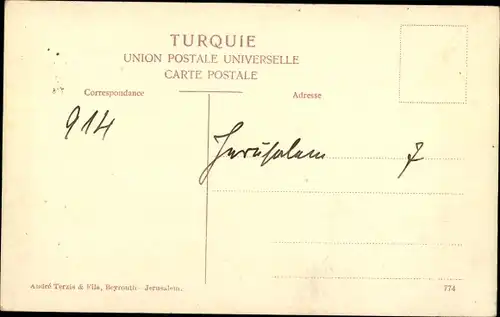 TURQUIE
UNION POSTALE UNIVERSELLE
CARTE POSTALE
Correspondance
Adresse
914
Jerusalem 7
André Terzis & Fils, Beyrouth - Jerusalem.
774